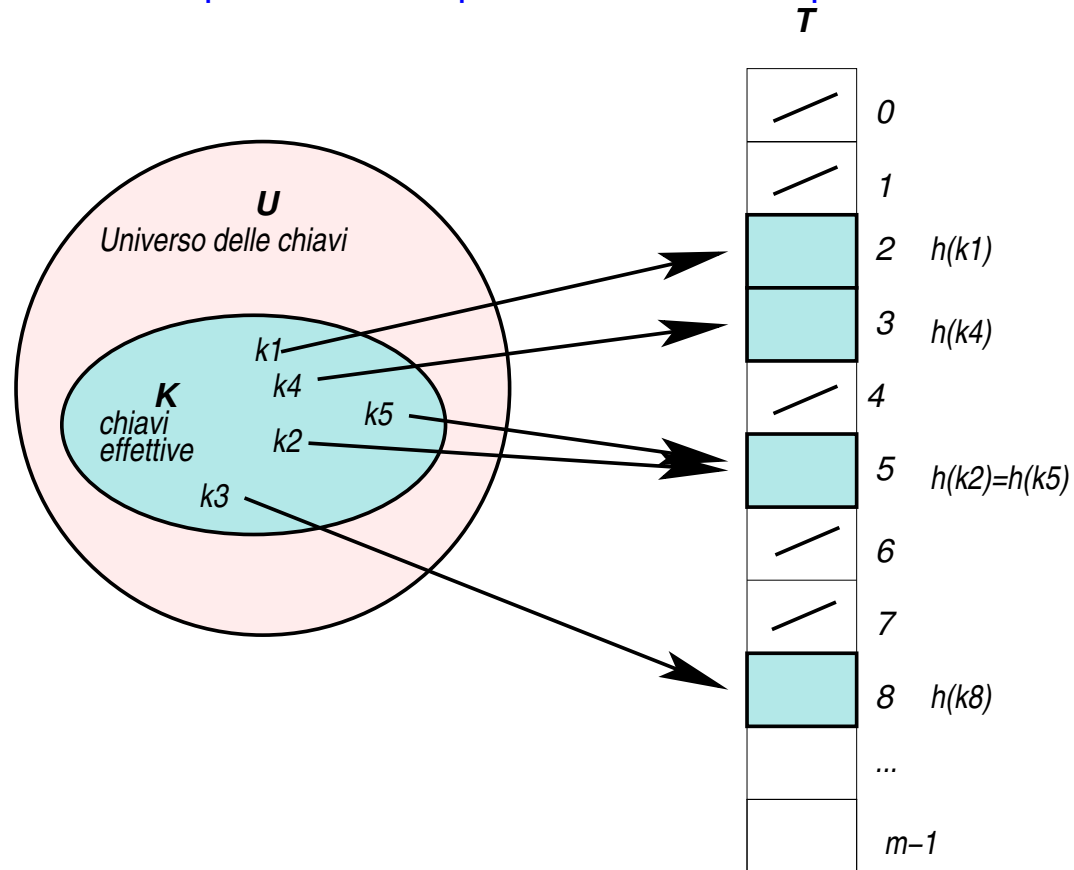 T
0
1
U
Universo delle chiavi
2 h(k1)
3 h(k4)
k1
k4
K
chiavi
effettive
k5
k2
k3
4
5 h(k2)=h(k5)
6
7
8 h(k8)
...
m−1